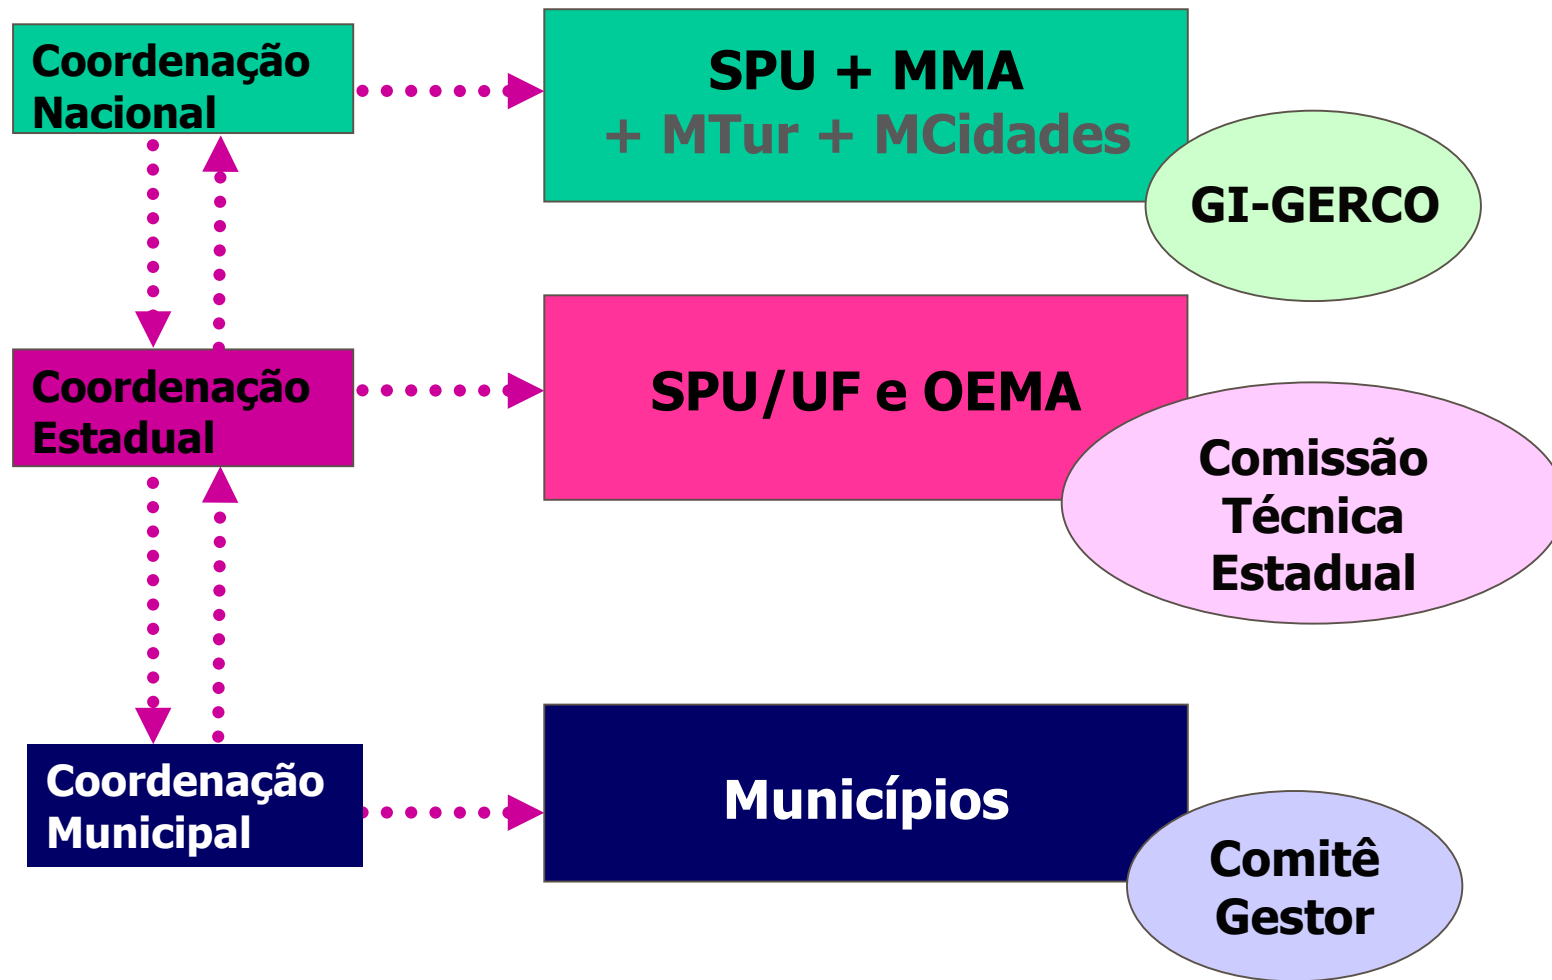 Coordenação
Nacional
SPU + MMA
+ MTur + MCidades
GI-GERCO
Coordenação
Estadual
SPU/UF e OEMA
Comissão
Técnica
Estadual
Coordenação
Municipal
Municípios
Comitê
Gestor